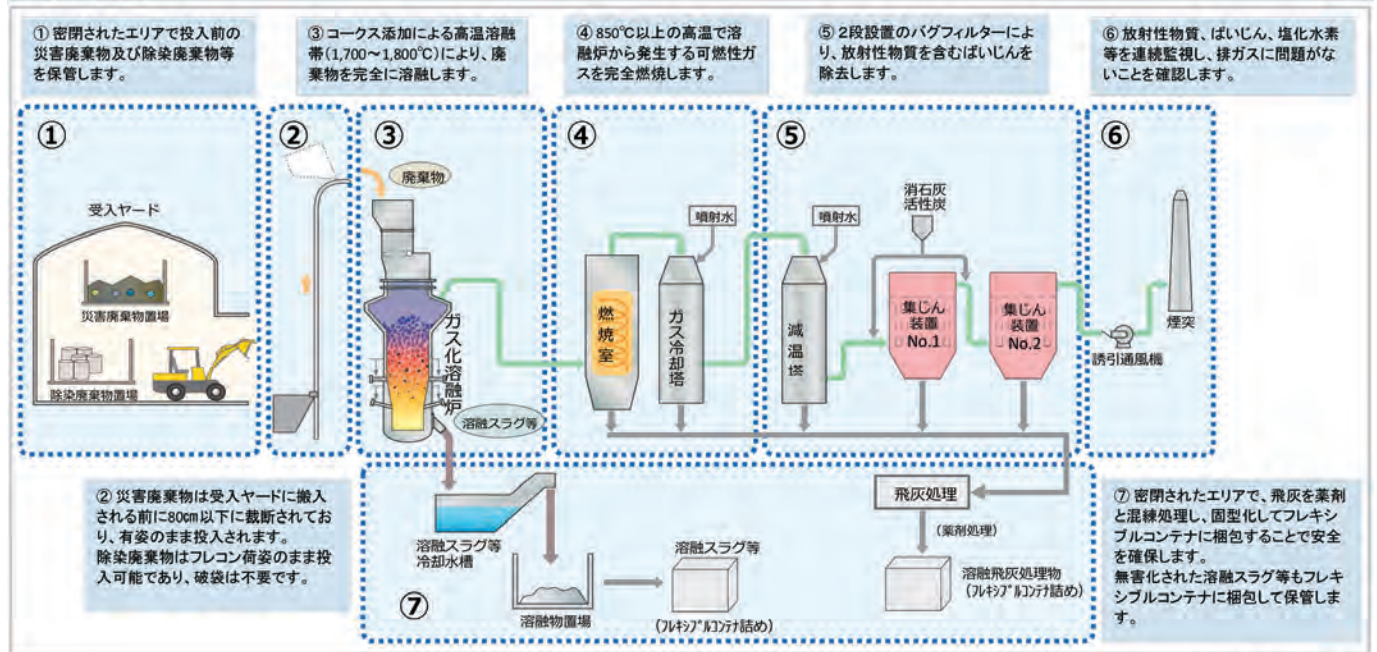 ① 密閉されたエリアで投入前の
災害廃棄物及び除染廃棄物等
を保管します。
③ コークス添加による高温溶融
帯(1,700～1,800℃)により、廃
棄物を完全に溶融します。
④ 850℃以上の高温で溶
融炉から発生する可燃性ガ
スを完全燃焼します。
⑤ 2段設置のバグフィルターによ
り、放射性物質を含むばいじんを
除去します。
⑥ 放射性物質、ばいじん、塩化水素
等を連続監視し、排ガスに問題がな
いことを確認します。
①
受入ヤード
災害廃棄物置場
除染廃棄物置場
②
③
廃棄物
ガス化溶融炉
溶融スラグ等
④
噴射水
燃焼室
ガス冷却塔
⑤
噴射水
減温塔
消石灰
活性炭
集じん
装置
No.1
集じん
装置
No.2
⑥
誘引通風機
煙突
② 災害廃棄物は受入ヤードに搬入
される前に80㎝以下に裁断されてお
り、有姿のまま投入されます。
除染廃棄物はフレコン荷姿のまま投
入可能であり、破袋は不要です。
溶融スラグ等
冷却水槽
⑦
溶融物置場
溶融スラグ等
(ﾌﾚｷｼﾌﾞﾙｺﾝﾃﾅ詰め)
飛灰処理
(薬剤処理)
溶融飛灰処理物
(ﾌﾚｷｼﾌﾞﾙｺﾝﾃﾅ詰め)
⑦ 密閉されたエリアで、飛灰を薬剤
と混練処理し、固型化してフレキシ
ブルコンテナに梱包することで安全
を確保します。
無害化された溶融スラグ等もフレキ
シブルコンテナに梱包して保管しま
す。